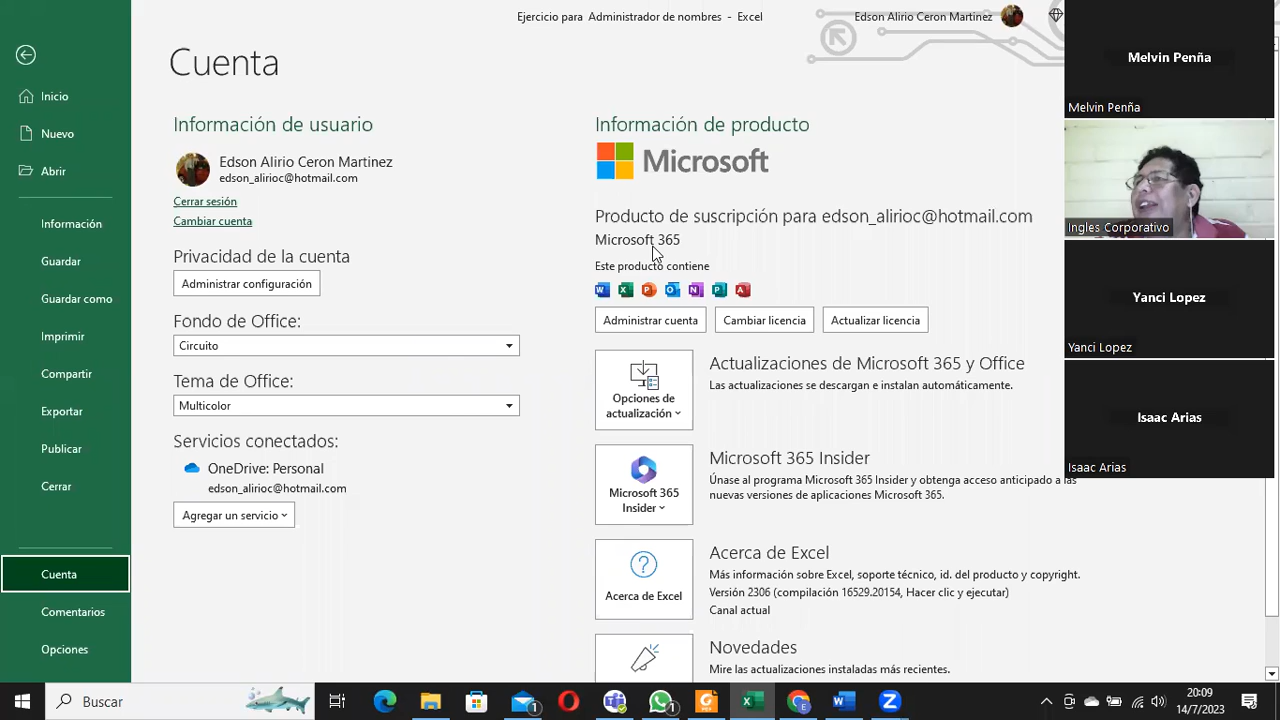 Ejercicio para Administrador de nombres - Excel
Edson Alirio Ceron Martinez
Cuenta
Inicio
Nuevo
Abrir
Información
Guardar
Guardar como
Imprimir
Compartir
Exportar
Publicar
Cerrar
Cuenta
Comentarios
Opciones
Información de usuario
Edson Alirio Ceron Martinez
edson_alirioc@hotmail.com
Cerrar sesión
Cambiar cuenta
Privacidad de la cuenta
Administrar configuración
Fondo de Office:
Circuito
Tema de Office:
Multicolor
Servicios conectados:
OneDrive: Personal
edson_alirioc@hotmail.com
Agregar un servicio
Información de producto
Microsoft
Producto de suscripción para edson_alirioc@hotmail.com
Microsoft 365
Este producto contiene
Administrar cuenta
Cambiar licencia
Actualizar licencia
Opciones de
actualización
Actualizaciones de Microsoft 365 y Office
Las actualizaciones se descargan e instalan automáticamente.
Microsoft 365
Insider
Microsoft 365 Insider
Únase al programa Microsoft 365 Insider y obtenga acceso anticipado a las
nuevas versiones de aplicaciones Microsoft 365.
Acerca de Excel
Acerca de Excel
Más información sobre Excel, soporte técnico, id. del producto y copyright.
Versión 2306 (compilación 16529.20154, Hacer clic y ejecutar)
Canal actual
Novedades
Mire las actualizaciones instaladas más recientes.
Melvin Penña
Melvin Penña
Ingles Corporativo
Yanci Lopez
Yanci Lopez
Isaac Arias
Isaac Arias
Buscar
20:09
14/7/2023